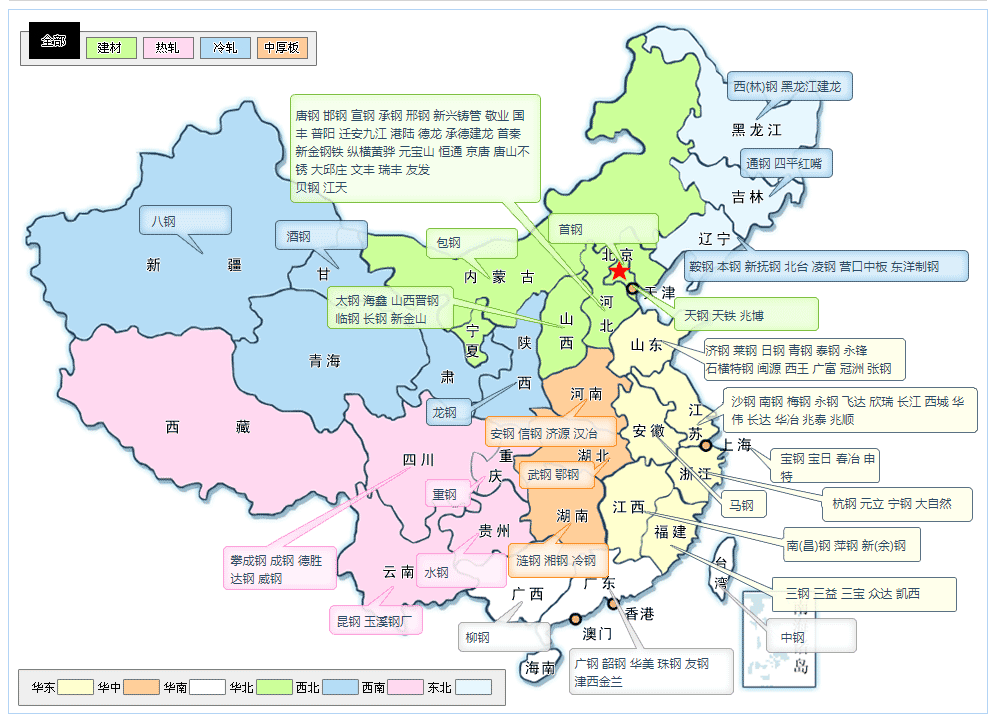 全部 建材 热轧 冷轧 中厚板
西(林)钢 黑龙江建龙
黑龙江
唐钢 邯钢 宣钢 承钢 邢钢 新兴铸管 敬业 国
丰 普阳 迁安九江 港陆 德龙 承德建龙 首秦
新金钢铁 纵横黄骅 元宝山 恒通 京唐 唐山不
锈 大邱庄 文丰 瑞丰 友发
贝钢 江天
通钢 四平红嘴
吉林
八钢
酒钢
包钢
首钢
辽宁
鞍钢 本钢 新抚钢 北台 凌钢 营口中板 东洋制钢
新疆
甘肃
内蒙古
北京
天津
太钢 海鑫 山西晋钢
临钢 长钢 新金山
山西
河北
天钢 天铁 兆博
宁夏
陕西
青海
山东
济钢 莱钢 日钢 青钢 泰钢 永锋
石横特钢 闽源 西王 广富 冠洲 张钢
龙钢
河南
西藏
安钢 信钢 济源 汉冶
安徽
江苏
沙钢 南钢 梅钢 永钢 飞达 欣瑞 长江 西城 华
伟 长达 华冶 兆泰 兆顺
上海
宝钢 宝日 春冶 申
特
四川
重庆
湖北
武钢 鄂钢
浙江
杭钢 元立 宁钢 大自然
重钢
马钢
贵州
湖南
江西
福建
南(昌)钢 萍钢 新(余)钢
攀成钢 成钢 德胜
达钢 威钢
云南
水钢
涟钢 湘钢 冷钢
台湾
三钢 三益 三宝 众达 凯西
广西
广东
昆钢 玉溪钢厂
柳钢
香港
澳门
中钢
海南
广钢 韶钢 华美 珠钢 友钢
津西金兰
岛
华东 华中 华南 华北 西北 西南 东北